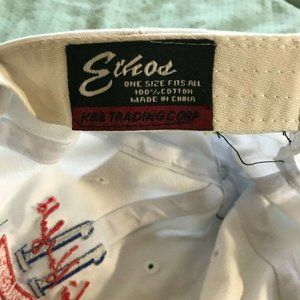 Ethos
ONE SIZE FITS ALL
100% COTTON
MADE IN CHINA
K&B TRADING CORP